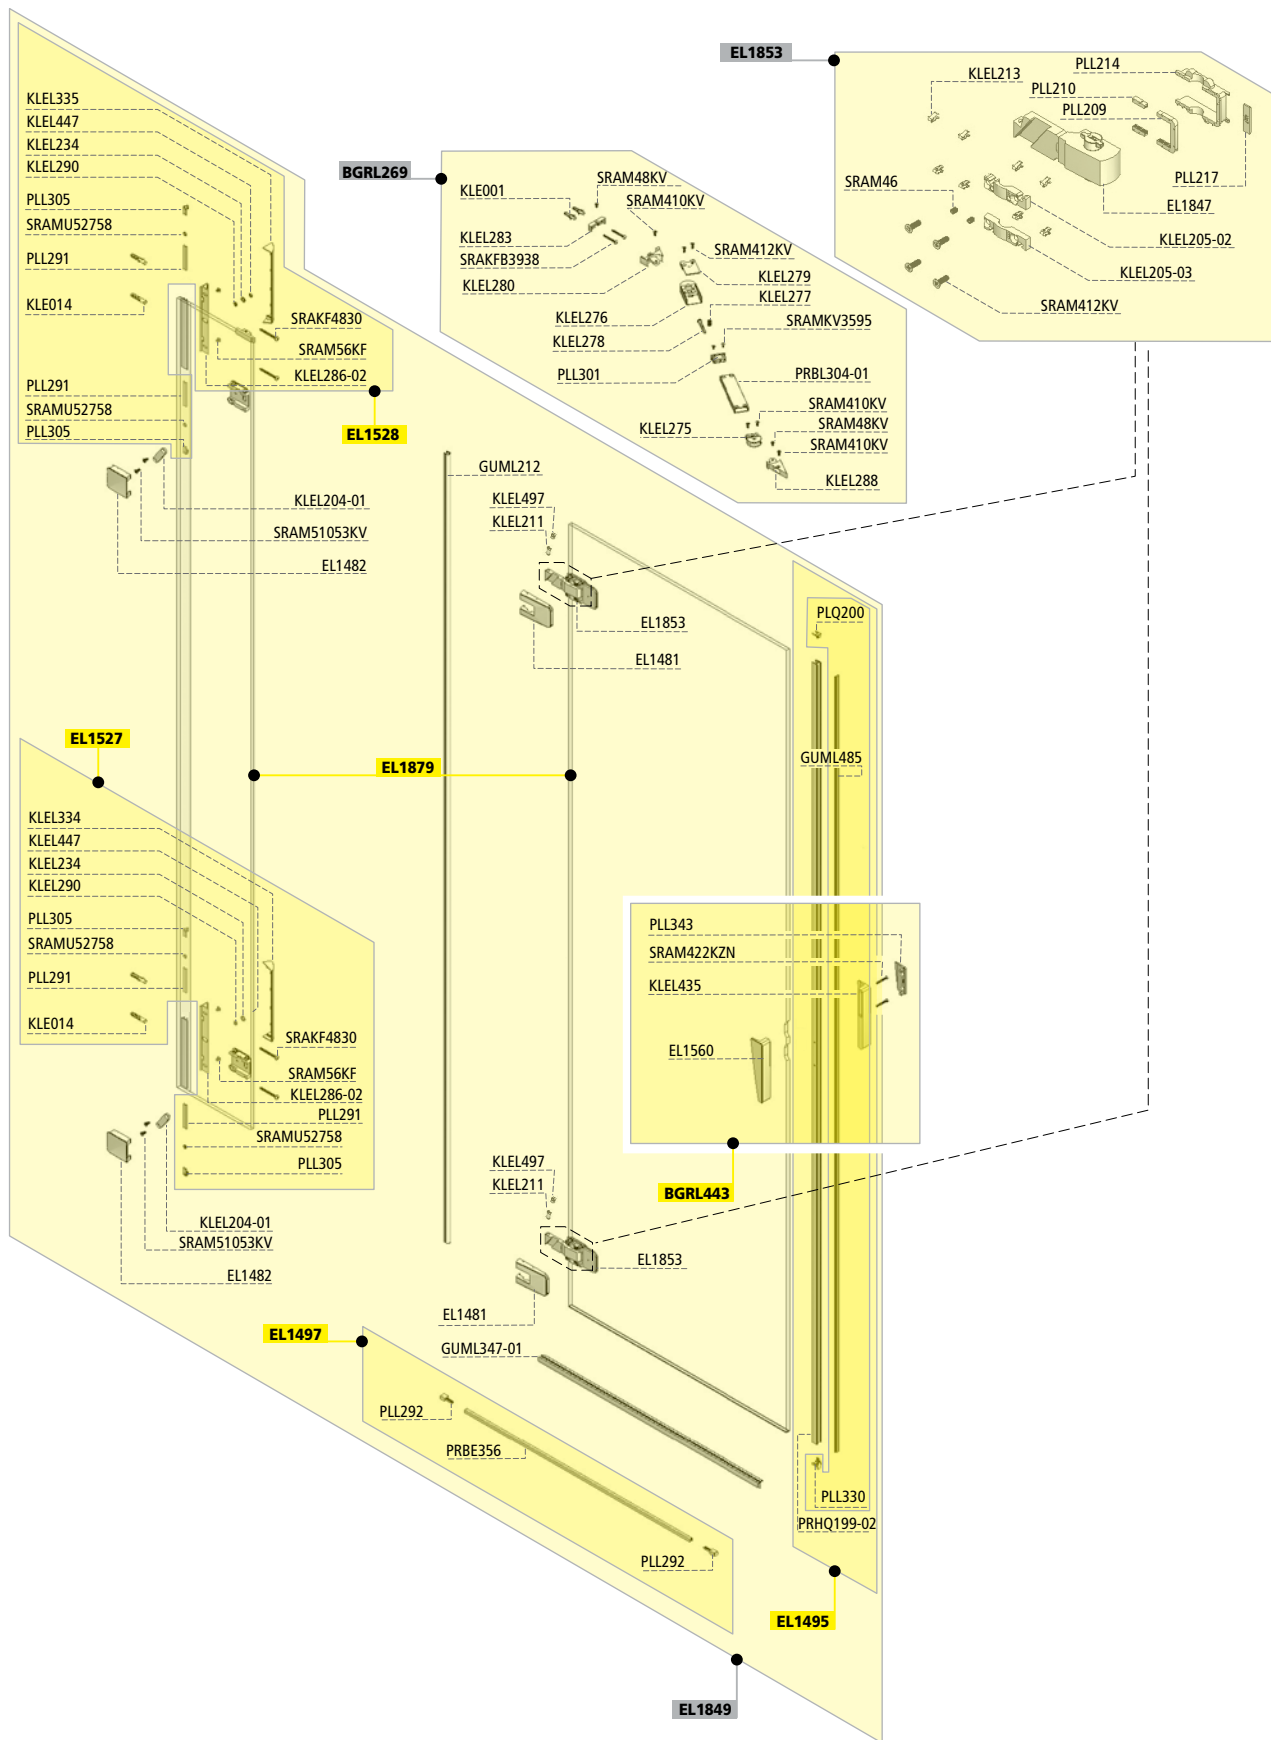 EL1853
KLEL213
PLL214
PLL210
PLL209
SRAM46
PLL217
EL1847
KLEL205-02
KLEL205-03
SRAM412KV
BGRL269
KLE001
SRAM48KV
SRAM410KV
KLEL283
SRAKFB3938
KLEL280
SRAM412KV
KLEL279
KLEL277
KLEL276
KLEL278
SRAMKV3595
PLL301
PRBL304-01
SRAM410KV
SRAM48KV
SRAM410KV
KLEL275
KLEL288
KLEL335
KLEL447
KLEL234
KLEL290
PLL305
SRAMU52758
PLL291
KLE014
SRAKF4830
SRAM56KF
KLEL286-02
PLL291
SRAMU52758
PLL305
EL1528
KLEL204-01
SRAM51053KV
EL1482
GUML212
KLEL497
KLEL211
EL1853
EL1481
PLQ200
GUML485
EL1527
EL1879
KLEL334
KLEL447
KLEL234
KLEL290
PLL305
SRAMU52758
PLL291
KLE014
SRAKF4830
SRAM56KF
KLEL286-02
PLL291
SRAMU52758
PLL305
KLEL204-01
SRAM51053KV
EL1482
PLL343
SRAM422KZN
KLEL435
EL1560
BGRL443
KLEL497
KLEL211
EL1853
EL1481
GUML347-01
EL1497
PLL292
PRBE356
PLL292
PLL330
PRHQ199-02
EL1495
EL1849